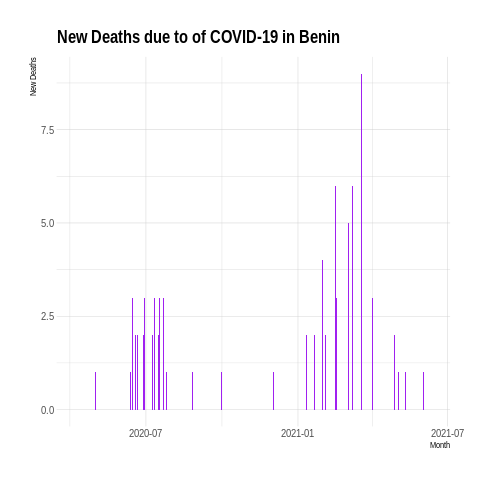 New Deaths due to of COVID-19 in Benin
New Deaths
7.5
5.0
2.5
0.0
2020-07
2021-01
2021-07
Month